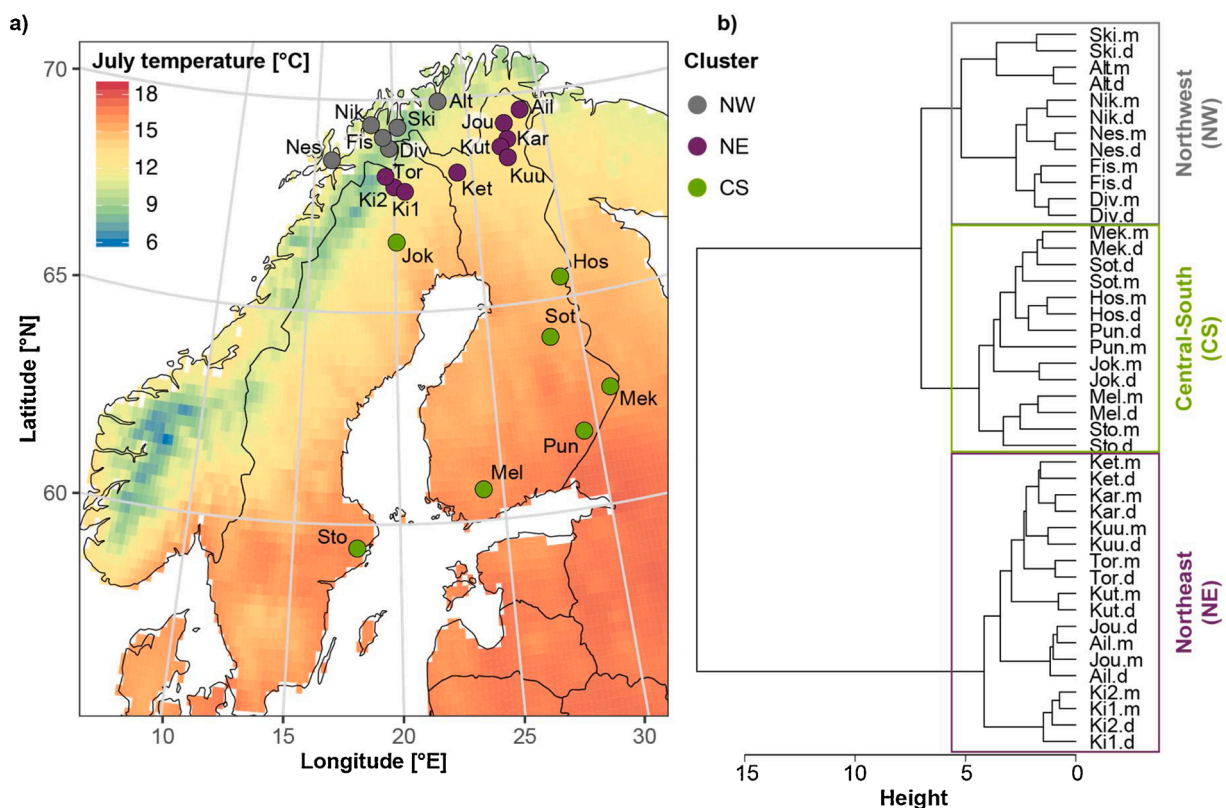 a)
July temperature [°C]
18
15
12
9
6
70
65
60
Latitude [°N]
10
15
20
25
30
Longitude [°E]
Nik
Alt
Ail
Ski
Jou
Fis
Kar
Nes
Div
Kut
Tor
Kuu
Ket
Ki2
Ki1
Jok
Hos
Sot
Mek
Pun
Mel
Sto
Cluster
NW
NE
CS
b)
Ski.m
Ski.d
Alt.m
Alt.d
Nik.m
Nik.d
Nes.m
Nes.d
Fis.m
Fis.d
Div.m
Div.d
Northwest
(NW)
Mek.m
Mek.d
Sot.d
Sot.m
Hos.m
Hos.d
Pun.d
Pun.m
Jok.m
Jok.d
Mel.m
Mel.d
Sto.m
Sto.d
Central-South
(CS)
Ket.m
Ket.d
Kar.m
Kar.d
Kuu.m
Kuu.d
Tor.m
Tor.d
Kut.m
Kut.d
Jou.d
Ail.m
Jou.m
Ail.d
Ki2.m
Ki1.m
Ki2.d
Ki1.d
Northeast
(NE)
15
10
5
0
Height